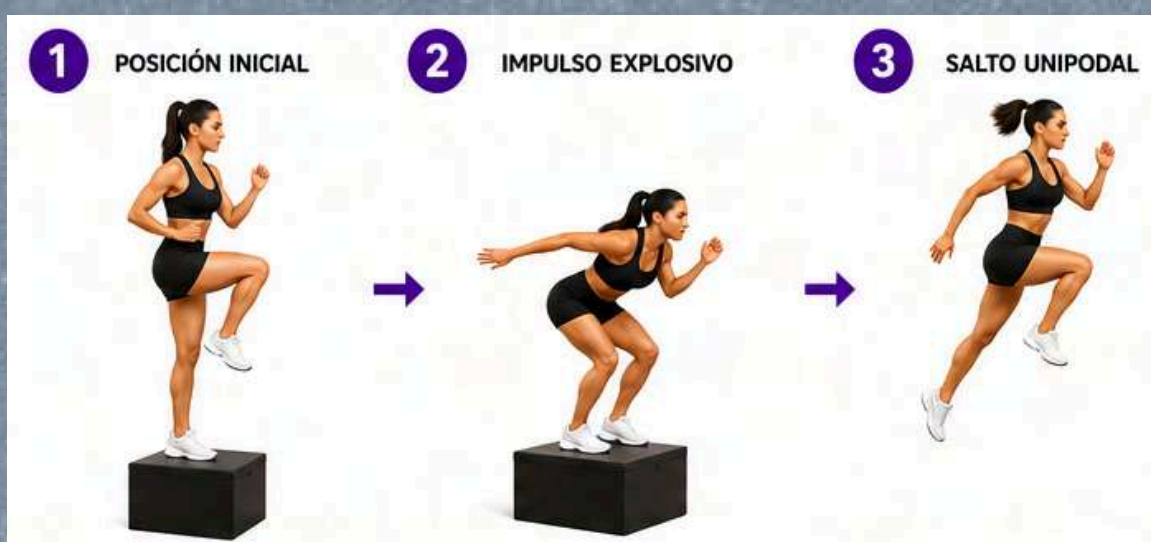 1 POSICIÓN INICIAL
2 IMPULSO EXPLOSIVO
3 SALTO UNIPODAL